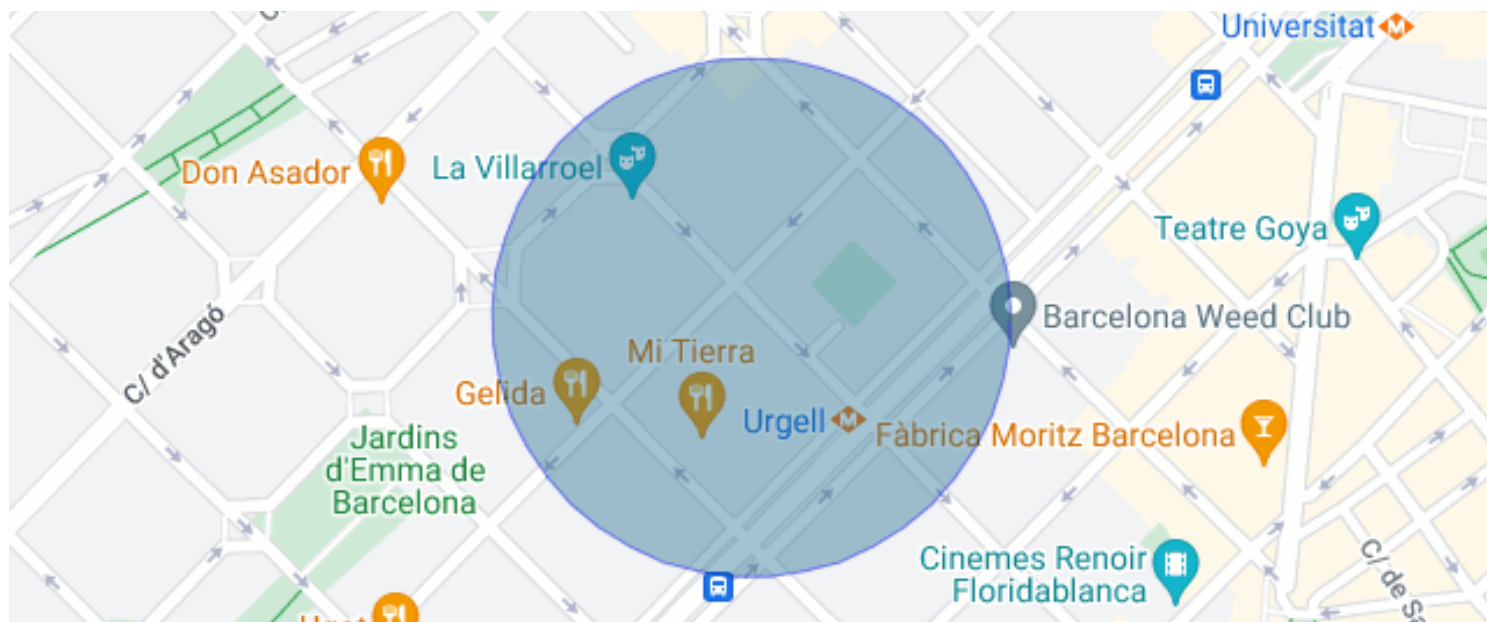 Universitat
Don Asador
La Villarroel
Teatre Goya
C/ d'Aragó
Barcelona Weed Club
Mi Tierra
Gelida
Urgell
Fàbrica Moritz Barcelona
Jardins
d'Emma de
Barcelona
Cinemes Renoir
Floridablanca